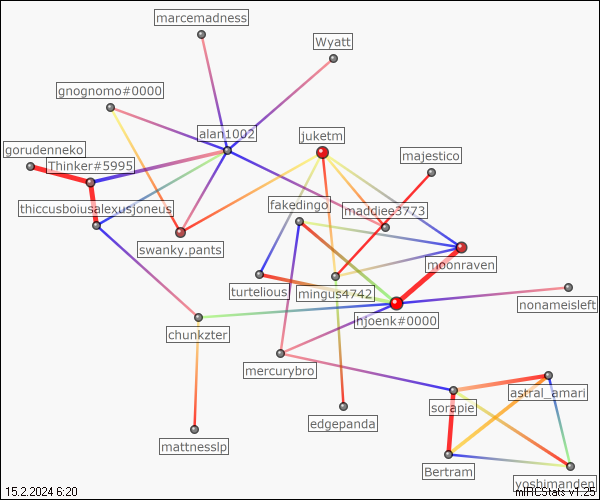 marcemadness
Wyatt
gnognomo#0000
alan1002
juketm
gorudenneko
majestico
Thinker#5995
fakedingo
maddiee3773
thiccusboiusalexusjoneus
swanky.pants
moonraven
turtelious
mingus4742
nonameisleft
hjoenk#0000
chunkzter
mercurybro
astral_amari
sorapie
edgepanda
mattnesslp
Bertram
yoshimanden
15.2.2024 6:20
mIRCStats v1.25